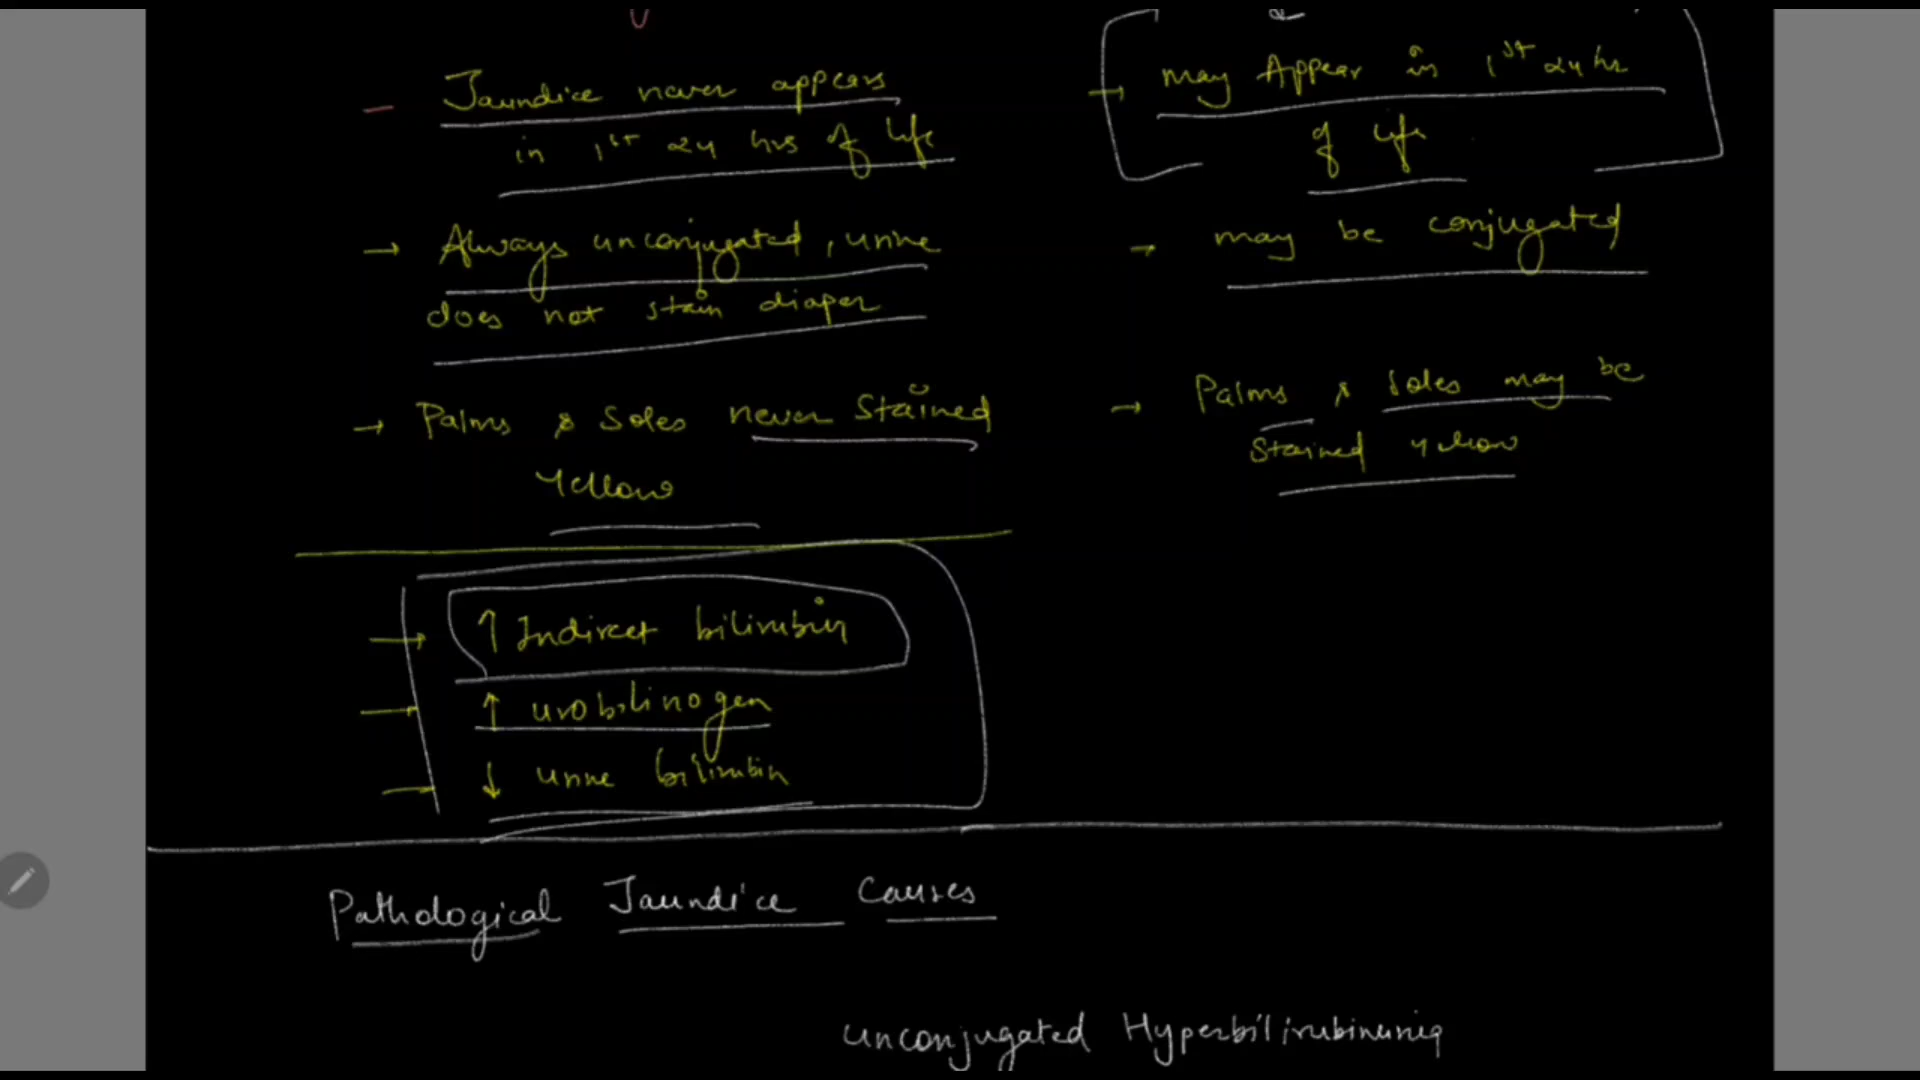 — Jaundice never appears
in 1st 24 hrs of life
→ Always unconjugated, urine
does not stain diaper
→ Palms & Soles never Stained
Yellow
→ may Appear in 1st 24 hr
of life
→ may be conjugated
→ Palms & Soles may be
Stained yellow
→ ↑ Indirect bilirubin
→ ↑ urobilinogen
→ ↓ urine bilirubin
Pathological Jaundice Causes
unconjugated Hyperbilirubinemia